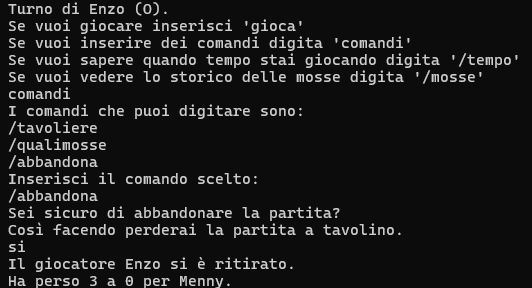 Turno di Enzo (O).
Se vuoi giocare inserisci 'gioca'
Se vuoi inserire dei comandi digita 'comandi'
Se vuoi sapere quando tempo stai giocando digita '/tempo'
Se vuoi vedere lo storico delle mosse digita '/mosse'
comandi
I comandi che puoi digitare sono:
/tavoliere
/qualimosse
/abbandona
Inserisci il comando scelto:
/abbandona
Sei sicuro di abbandonare la partita?
Così facendo perderai la partita a tavolino.
si
Il giocatore Enzo si è ritirato.
Ha perso 3 a 0 per Menny.